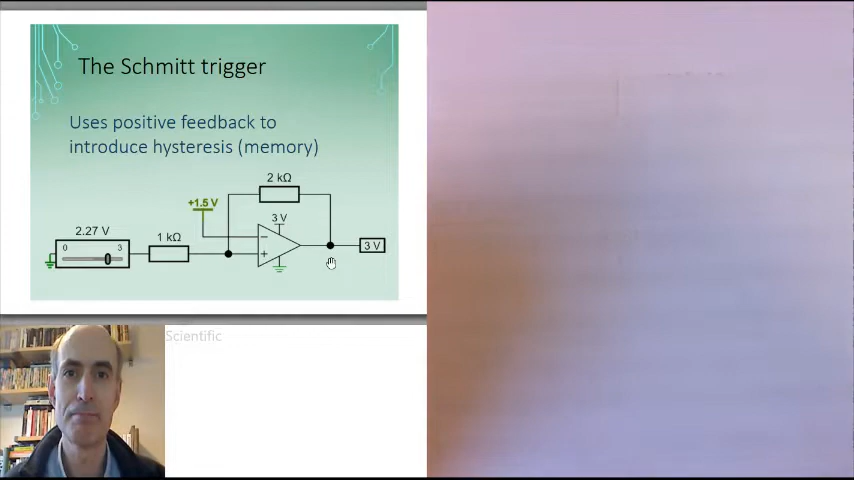 The Schmitt trigger
Uses positive feedback to
introduce hysteresis (memory)
2 kΩ
+1.5 V
3 V
2.27 V
1 kΩ
0 3
−
+
3 V
Scientific